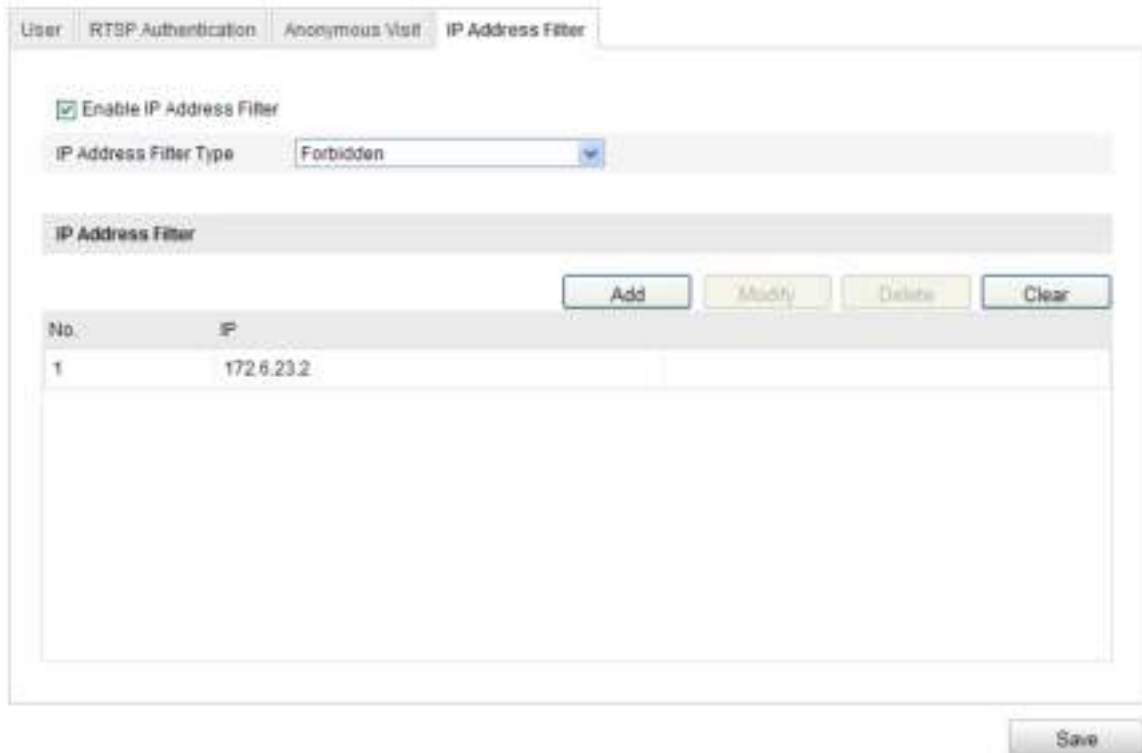 User RTSP Authentication Anonymous Visit IP Address Filter
Enable IP Address Filter
IP Address Filter Type Forbidden
IP Address Filter
Add Modify Delete Clear
No. IP
1 172.6.23.2
Save